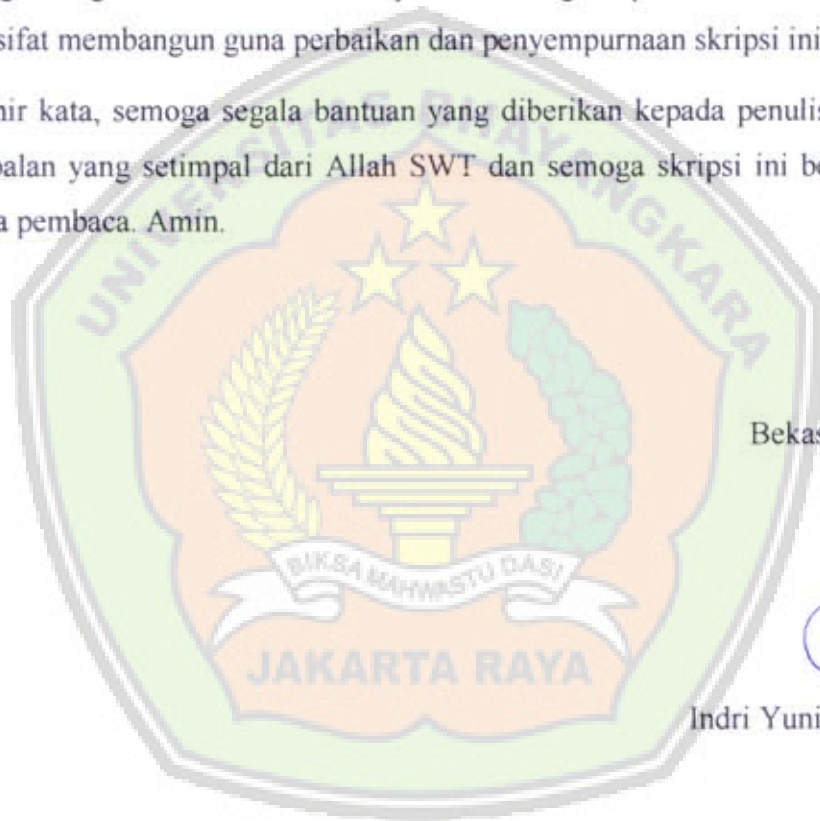 sifat membangun guna perbaikan dan penyempurnaan skripsi ini
hir kata, semoga segala bantuan yang diberikan kepada penulis
balan yang setimpal dari Allah SWT dan semoga skripsi ini be
a pembaca. Amin.
UNIVERSITAS BHAYANGKARA
Bekas
BIKSA MAHWASTU DASI
JAKARTA RAYA
Indri Yuni